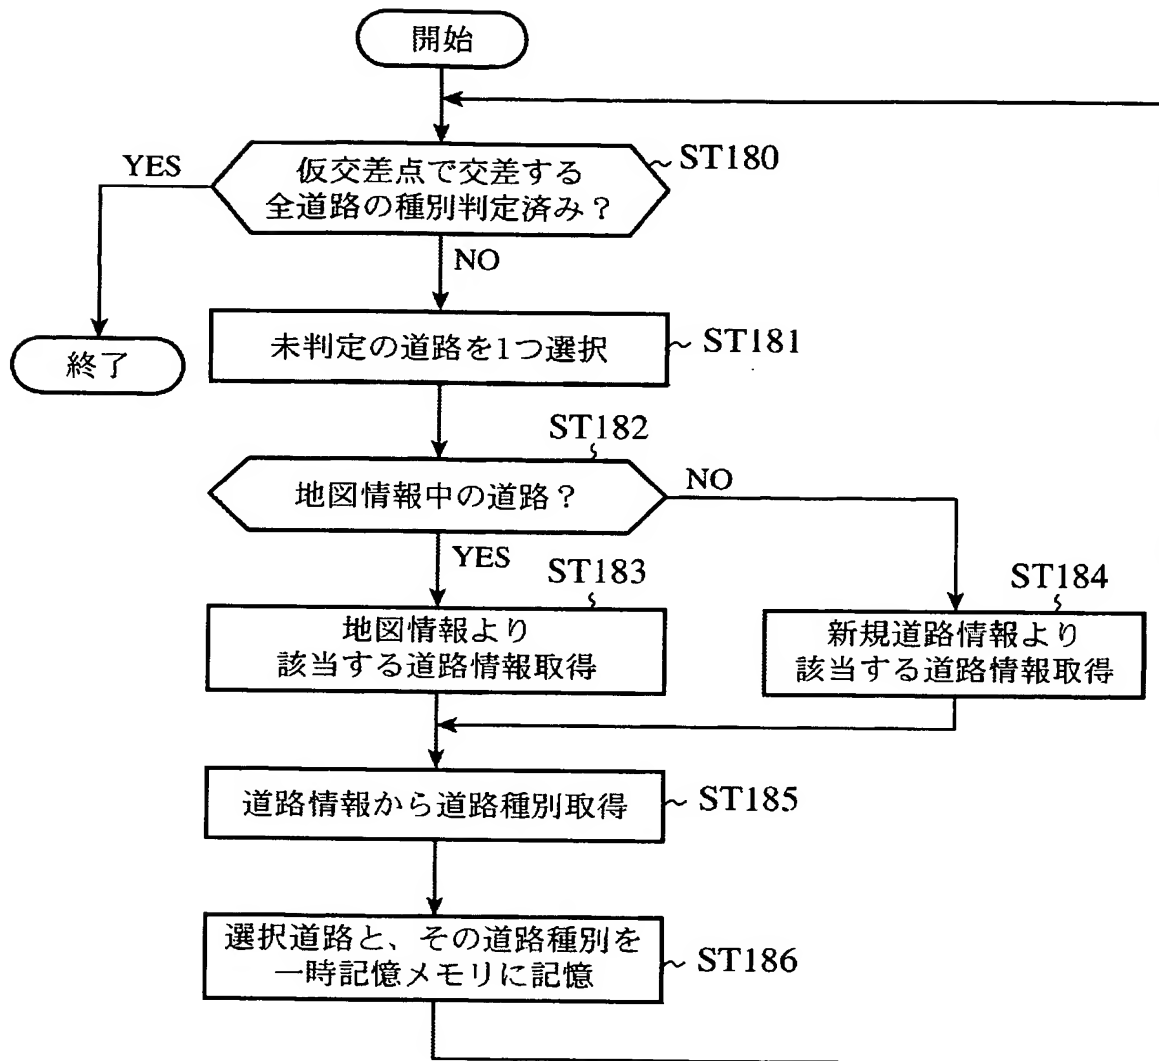 開始
YES
仮交差点で交差する
全道路の種別判定済み？
ST180
NO
終了
未判定の道路を1つ選択
ST181
ST182
地図情報中の道路？
NO
YES
ST183
地図情報より
該当する道路情報取得
ST184
新規道路情報より
該当する道路情報取得
道路情報から道路種別取得
ST185
選択道路と、その道路種別を
一時記憶メモリに記憶
ST186